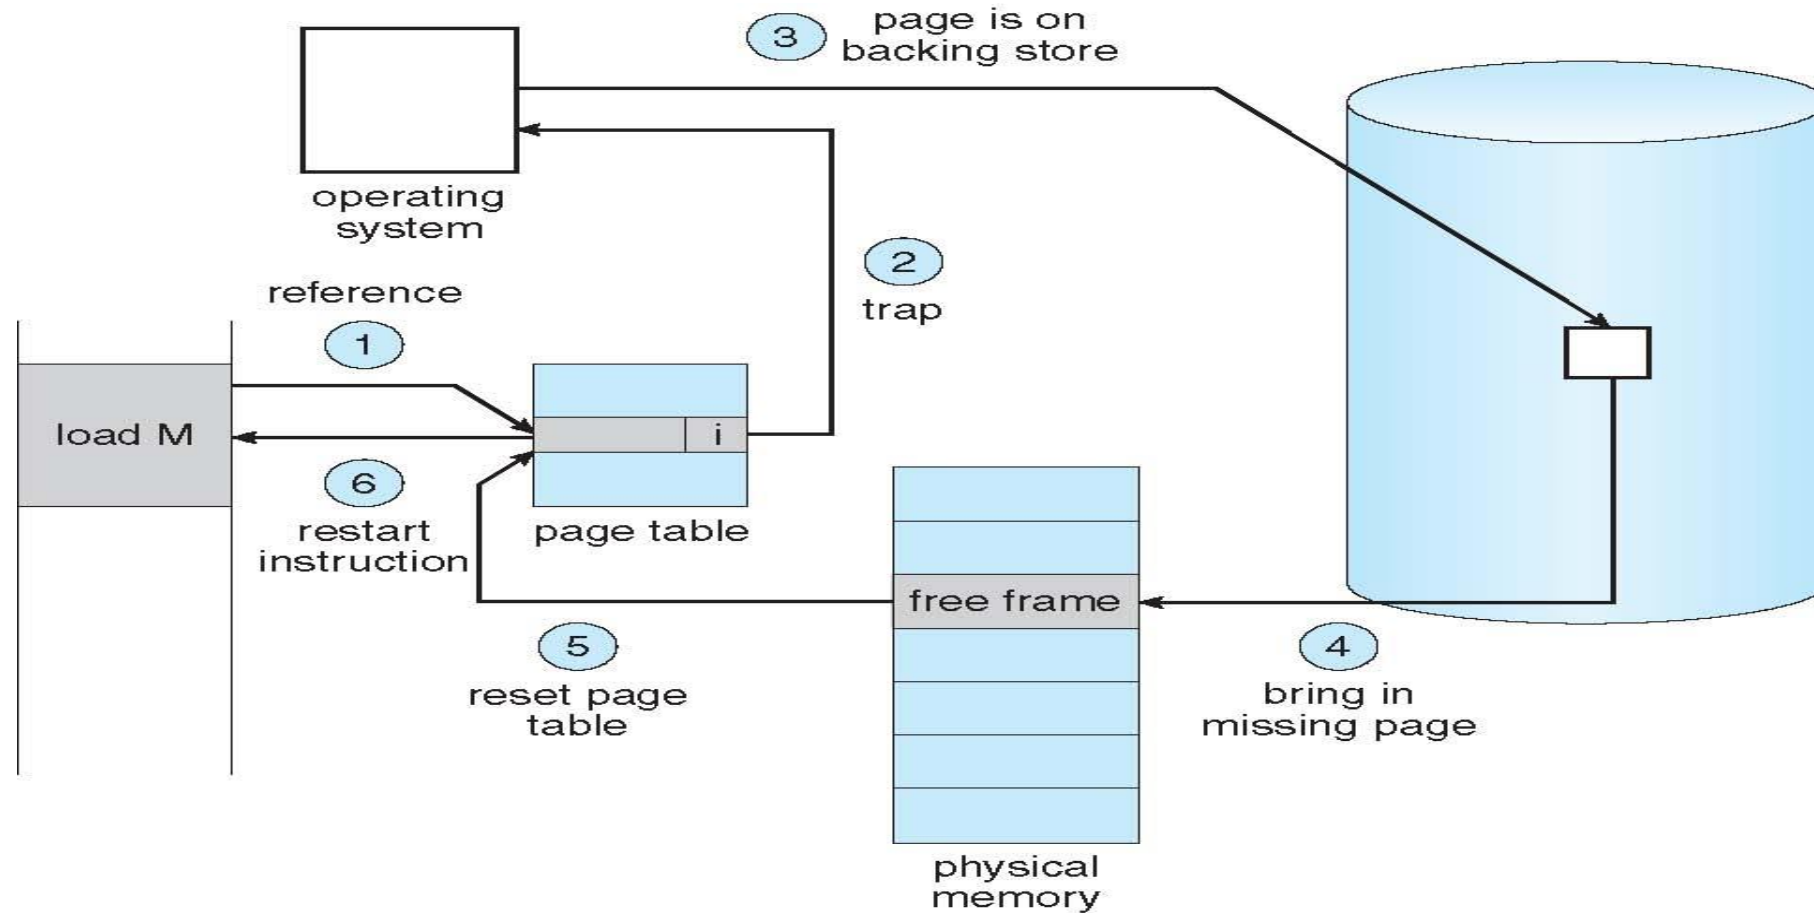 3
page is on
backing store
operating
system
2
trap
reference
1
load M
i
6
restart
instruction
page table
free frame
5
reset page
table
4
bring in
missing page
physical
memory